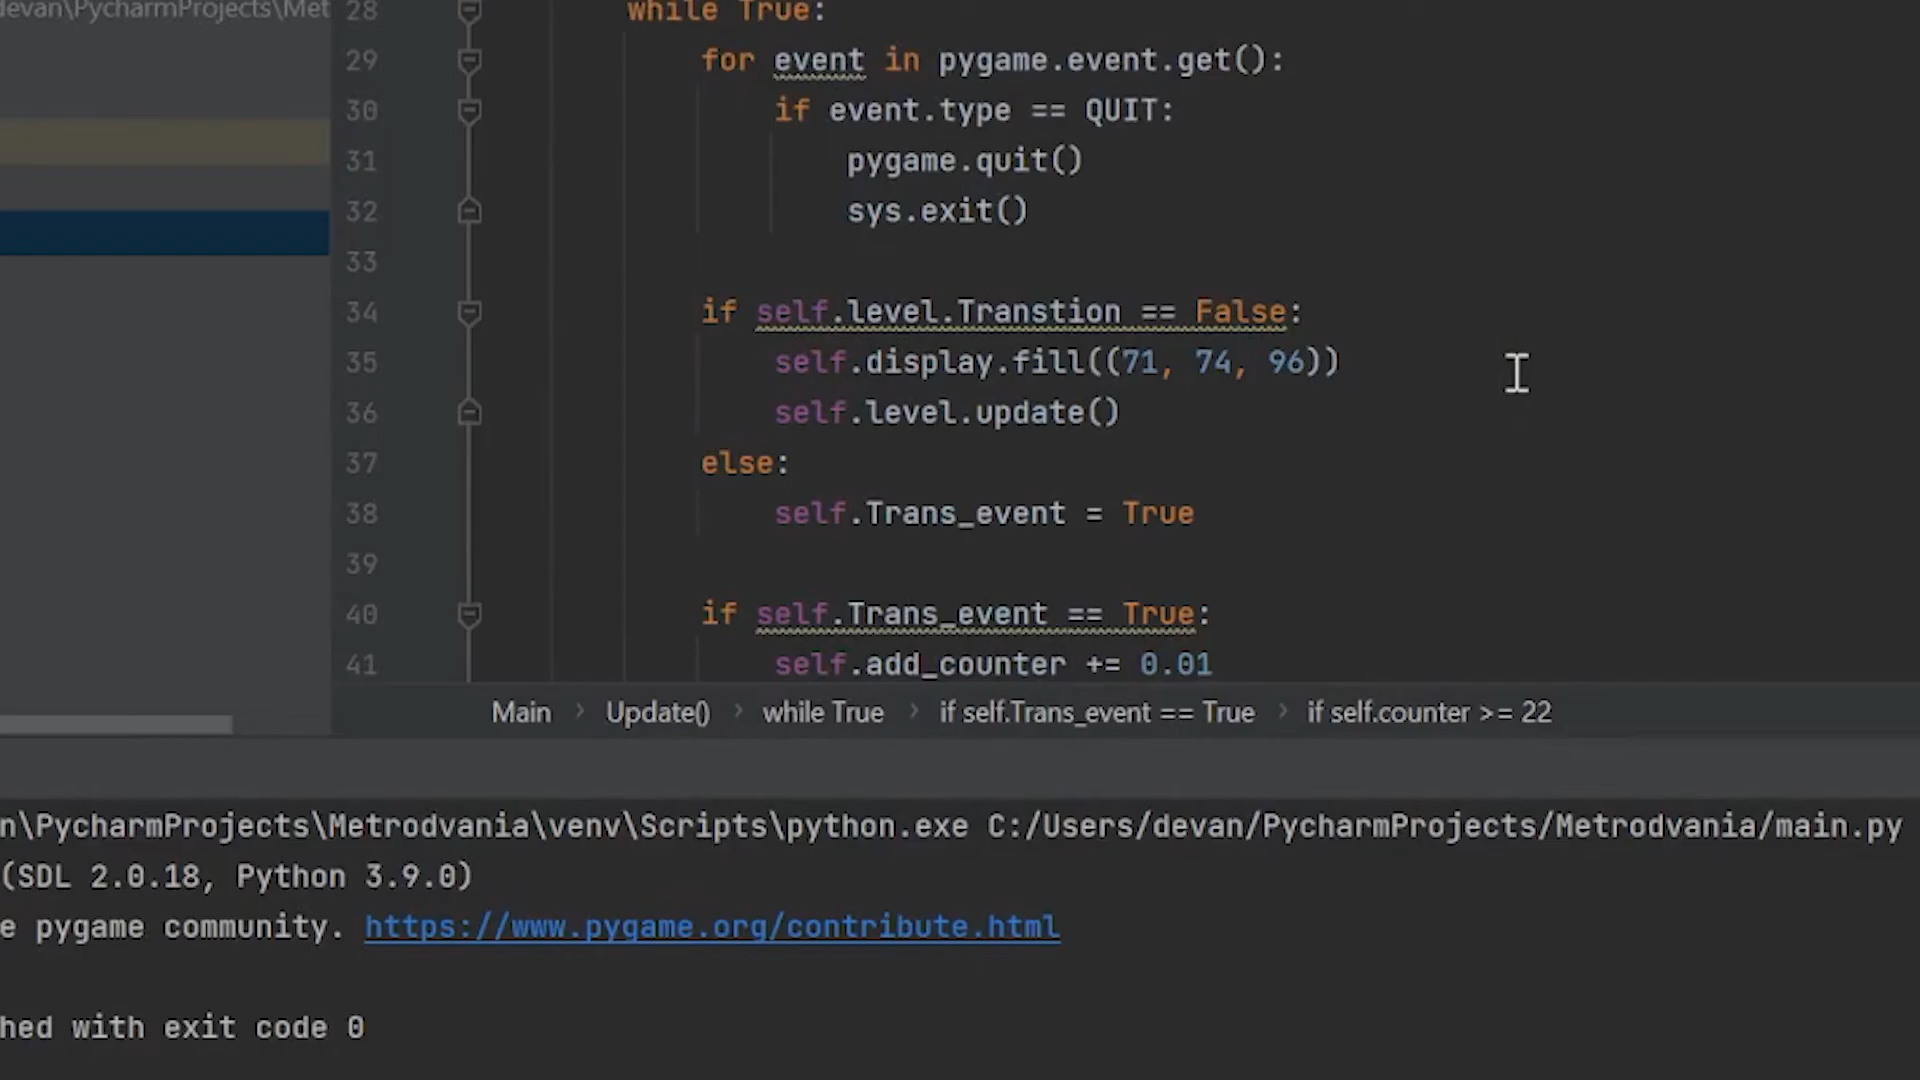 devan\PycharmProjects\Met
28 while True:
29 for event in pygame.event.get():
30 if event.type == QUIT:
31 pygame.quit()
32 sys.exit()
33
34 if self.level.Transtion == False:
35 self.display.fill((71, 74, 96))
36 self.level.update()
37 else:
38 self.Trans_event = True
39
40 if self.Trans_event == True:
41 self.add_counter += 0.01
Main > Update() > while True > if self.Trans_event == True > if self.counter >= 22
n\PycharmProjects\Metrodvania\venv\Scripts\python.exe C:/Users/devan/PycharmProjects/Metrodvania/main.py
(SDL 2.0.18, Python 3.9.0)
e pygame community. https://www.pygame.org/contribute.html
hed with exit code 0